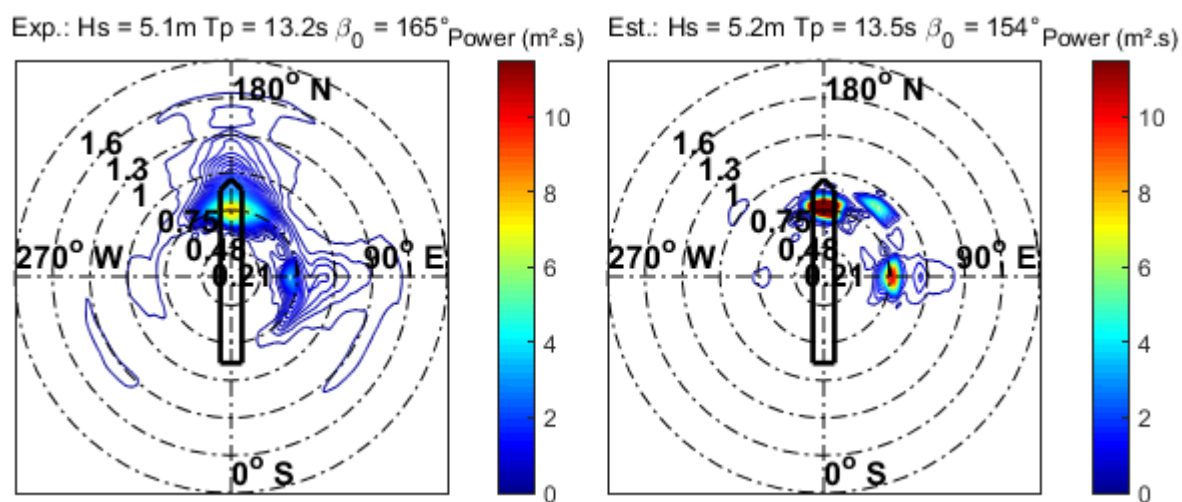 Exp.: Hs = 5.1m Tp = 13.2s β₀ = 165°
Power (m².s)
180° N
1.6
1.3
1
0.75
0.48
0.21
270° W
90° E
0° S
10
8
6
4
2
0
Est.: Hs = 5.2m Tp = 13.5s β₀ = 154°
Power (m².s)
180° N
1.6
1.3
1
0.75
0.48
0.21
270° W
90° E
0° S
10
8
6
4
2
0